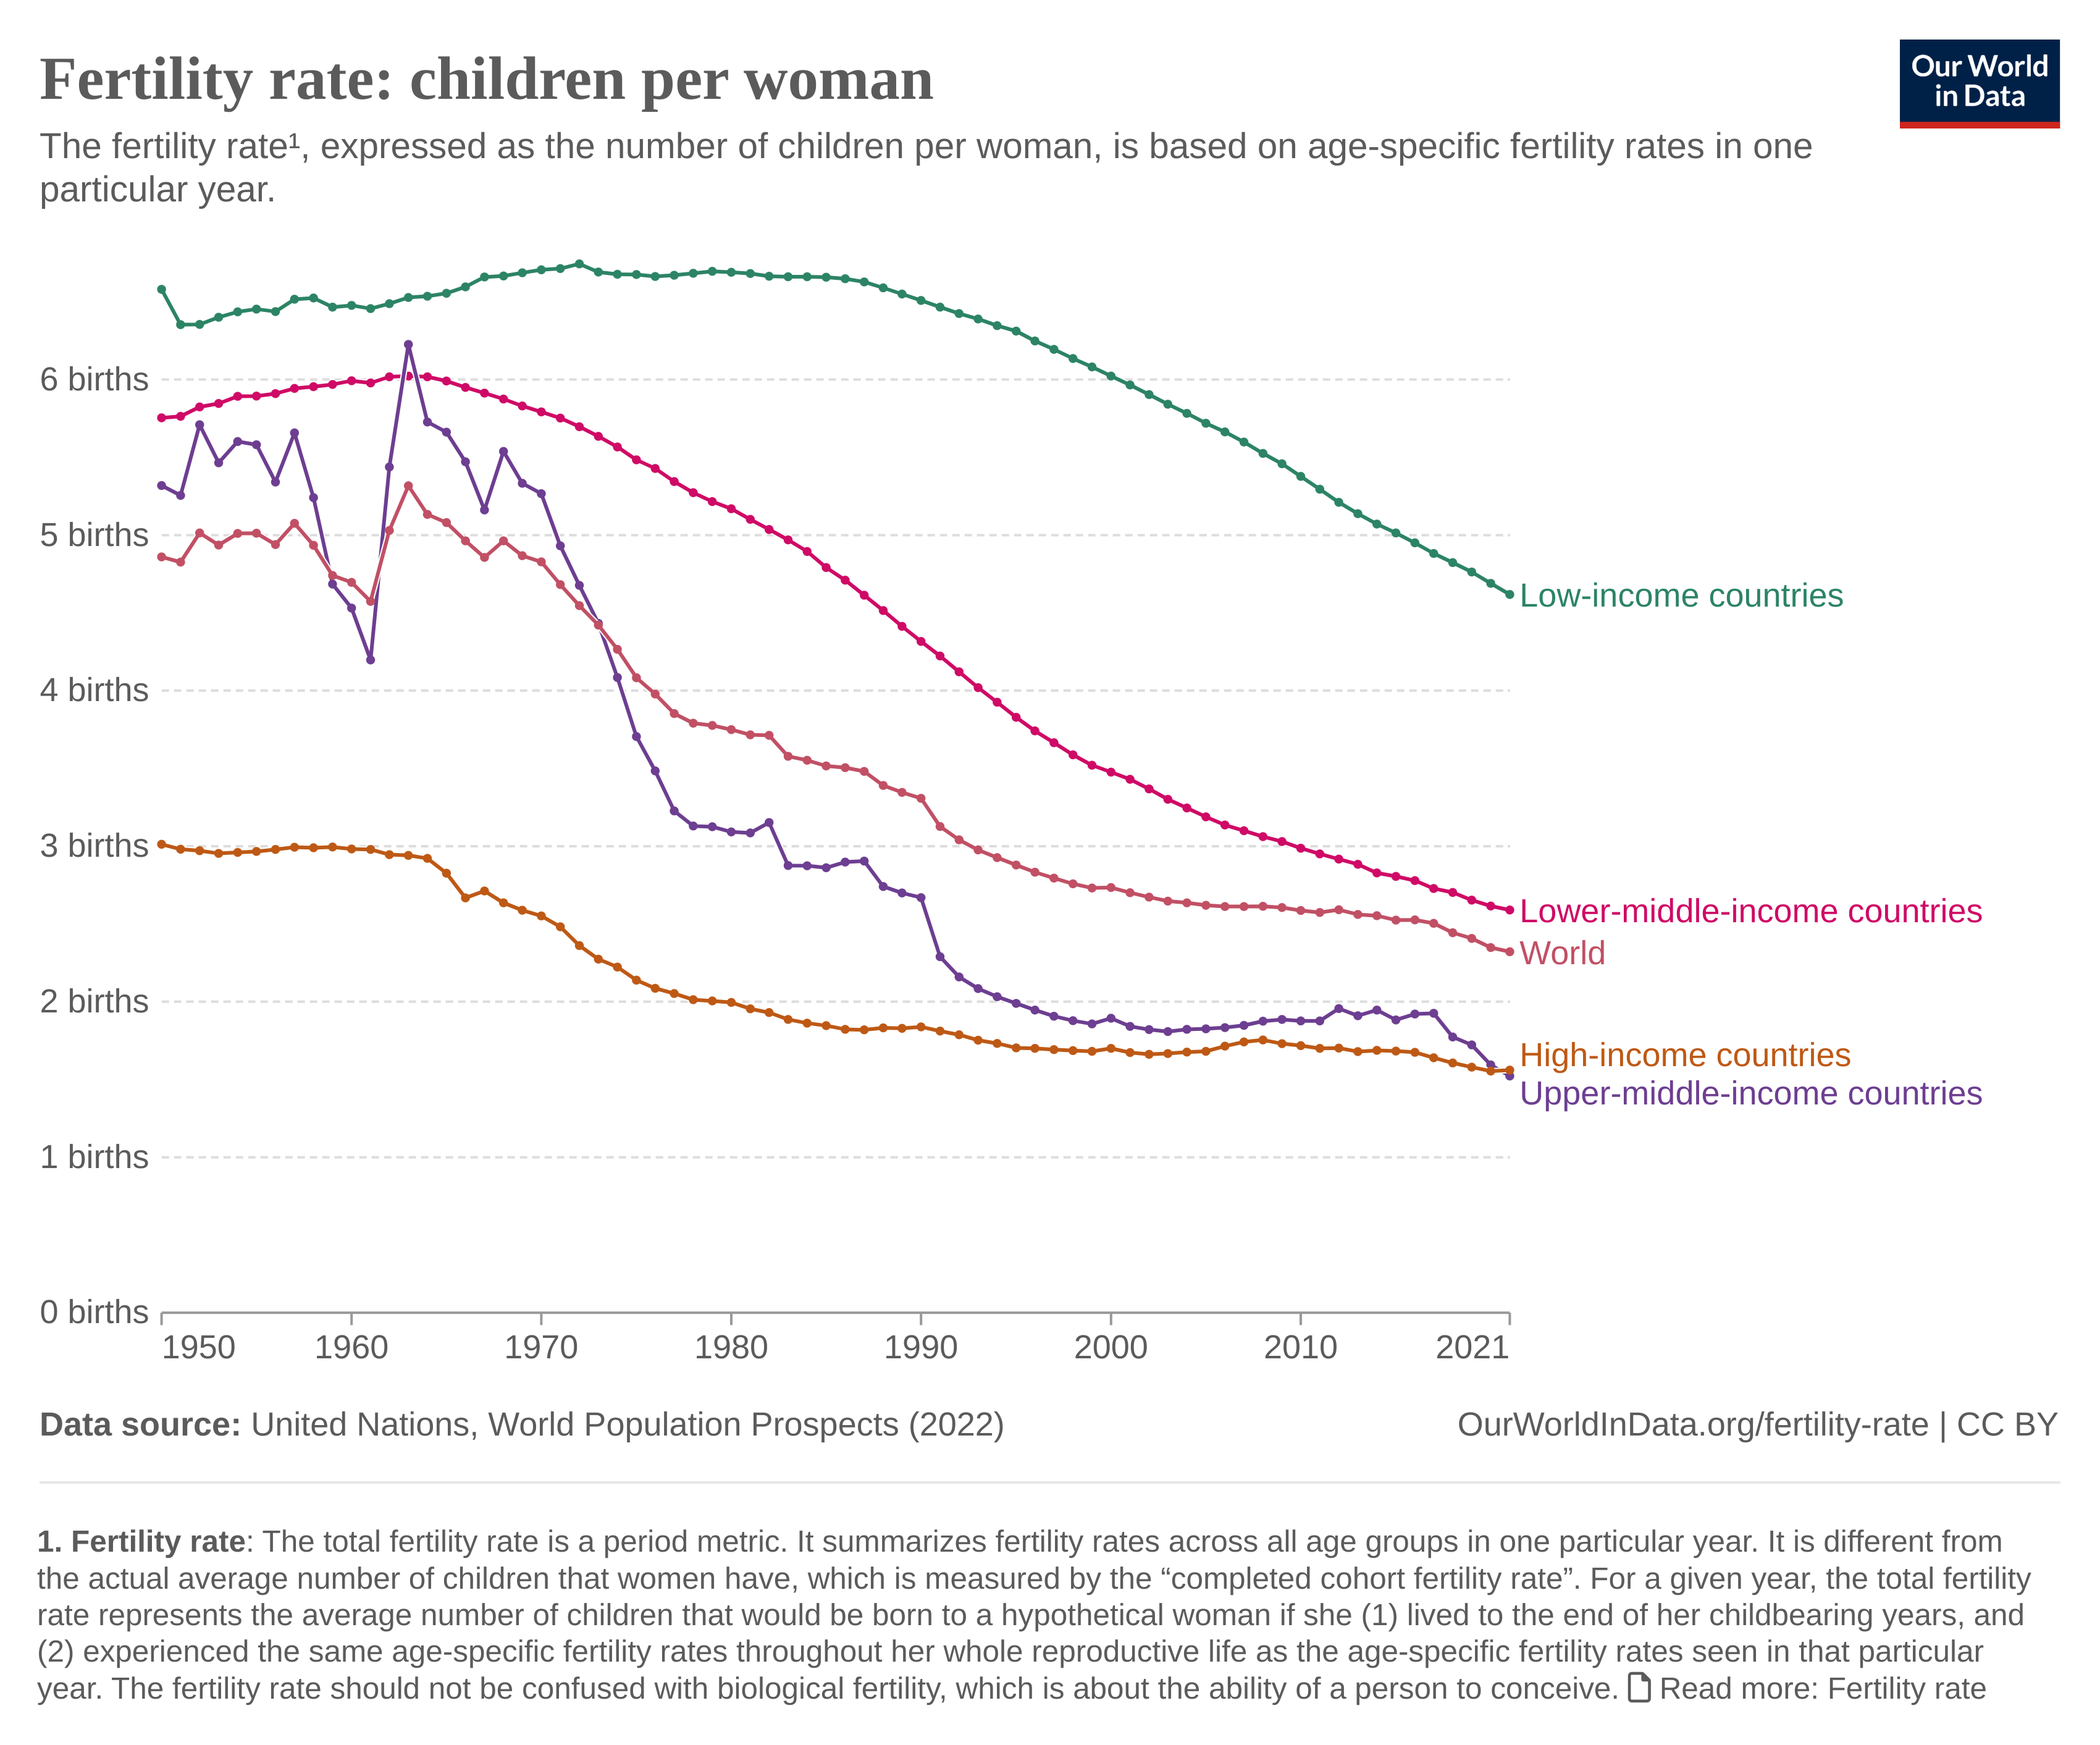 Fertility rate: children per woman
Our World
in Data
The fertility rate¹, expressed as the number of children per woman, is based on age-specific fertility rates in one
particular year.
6 births
5 births
4 births
3 births
2 births
1 births
0 births
Low-income countries
Lower-middle-income countries
World
High-income countries
Upper-middle-income countries
1950 1960 1970 1980 1990 2000 2010 2021
Data source: United Nations, World Population Prospects (2022)
OurWorldInData.org/fertility-rate | CC BY
1. Fertility rate: The total fertility rate is a period metric. It summarizes fertility rates across all age groups in one particular year. It is different from
the actual average number of children that women have, which is measured by the “completed cohort fertility rate”. For a given year, the total fertility
rate represents the average number of children that would be born to a hypothetical woman if she (1) lived to the end of her childbearing years, and
(2) experienced the same age-specific fertility rates throughout her whole reproductive life as the age-specific fertility rates seen in that particular
year. The fertility rate should not be confused with biological fertility, which is about the ability of a person to conceive. Read more: Fertility rate